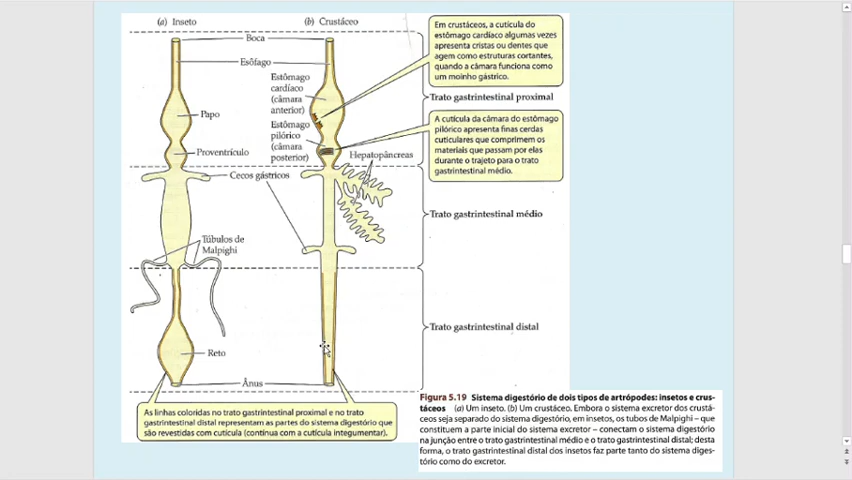 (a) Inseto
(b) Crustáceo
Boca
Esôfago
Estômago
cardíaco
(câmara
anterior)
Papo
Estômago
pilórico
(câmara
posterior)
Proventrículo
Hepatopâncreas
Cecos gástricos
Túbulos de
Malpighi
Reto
Ânus
Em crustáceos, a cutícula do
estômago cardíaco algumas vezes
apresenta cristas ou dentes que
agem como estruturas cortantes,
quando a câmara funciona como
um moinho gástrico.
Trato gastrintestinal proximal
A cutícula da câmara do estômago
pilórico apresenta finas cerdas
cuticulares que comprimem os
materiais que passam por elas
durante o trajeto para o trato
gastrintestinal médio.
Trato gastrintestinal médio
Trato gastrintestinal distal
As linhas coloridas no trato gastrintestinal proximal e no trato
gastrintestinal distal representam as partes do sistema digestório que
são revestidas com cutícula (contínua com a cutícula integumentar).
Figura 5.19 Sistema digestório de dois tipos de artrópodes: insetos e crus-
táceos (a) Um inseto. (b) Um crustáceo. Embora o sistema excretor dos crustá-
ceos seja separado do sistema digestório, em insetos, os tubos de Malpighi – que
constituem a parte inicial do sistema excretor – conectam o sistema digestório
na junção entre o trato gastrintestinal médio e o trato gastrintestinal distal; desta
forma, o trato gastrintestinal distal dos insetos faz parte tanto do sistema diges-
tório como do excretor.